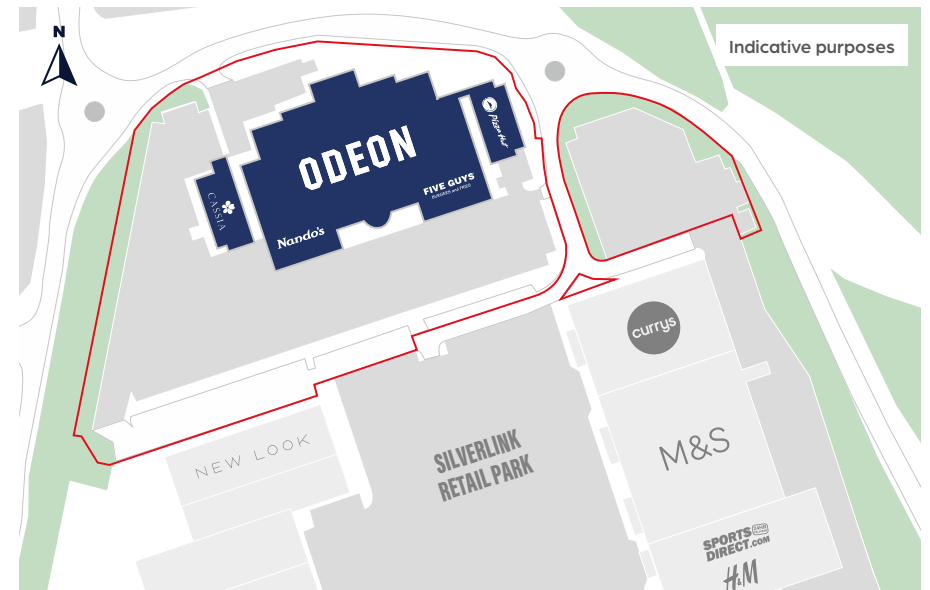 N
Indicative purposes
ODEON
Pizza Hut
CASSIA
FIVE GUYS
BURGERS and FRIES
Nando's
currys
NEW LOOK
SILVERLINK
RETAIL PARK
M&S
SPORTS
DIRECT.COM
H&M